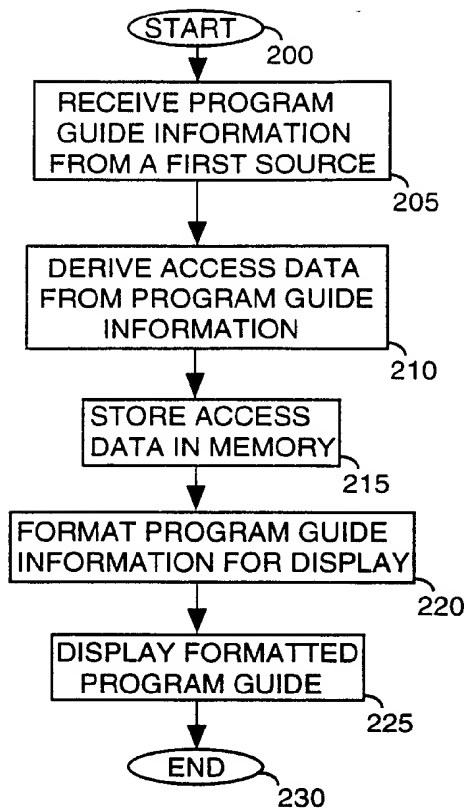 START
200
RECEIVE PROGRAM
GUIDE INFORMATION
FROM A FIRST SOURCE
205
DERIVE ACCESS DATA
FROM PROGRAM GUIDE
INFORMATION
210
STORE ACCESS
DATA IN MEMORY
215
FORMAT PROGRAM GUIDE
INFORMATION FOR DISPLAY
220
DISPLAY FORMATTED
PROGRAM GUIDE
225
END
230